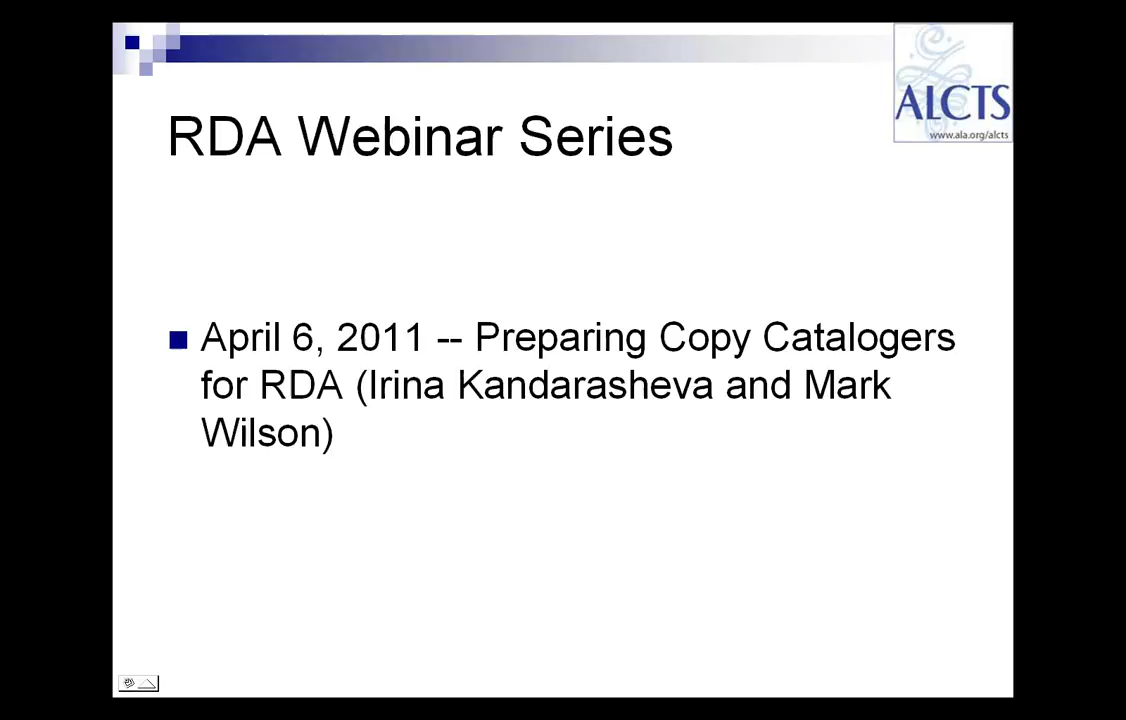 ALCTS
www.ala.org/alcts
RDA Webinar Series
April 6, 2011 -- Preparing Copy Catalogers
for RDA (Irina Kandarasheva and Mark
Wilson)